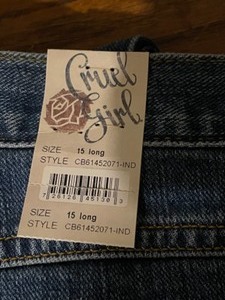 Cruel
Girl.
SIZE 15 long
STYLE CB61452071-IND
SIZE 15 long
STYLE CB61452071-IND